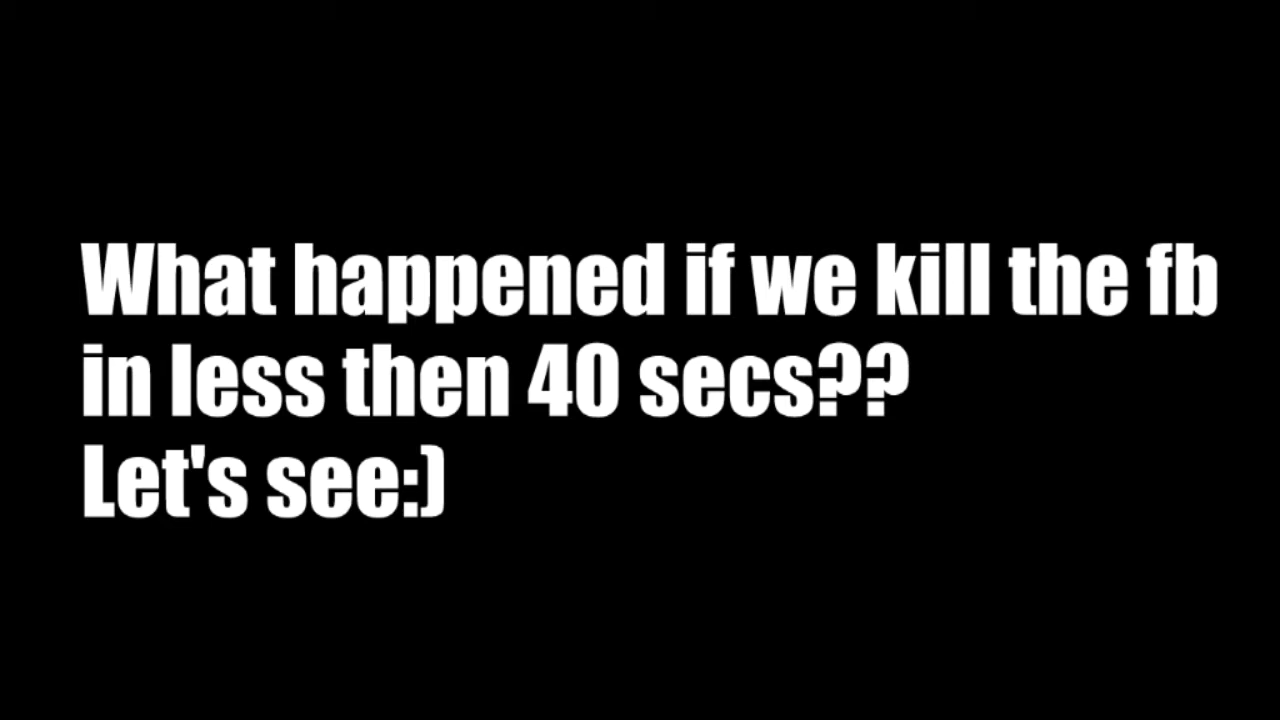 What happened if we kill the fb
in less then 40 secs??
Let's see:)